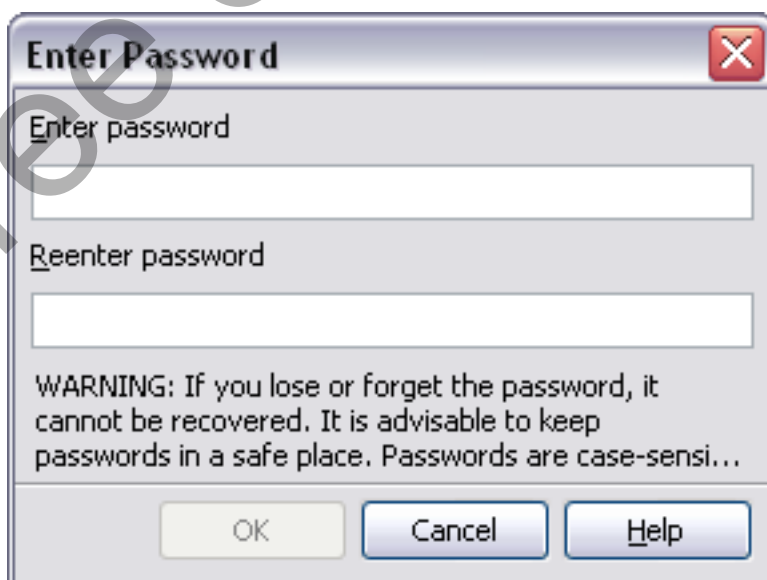 Enter Password
Enter password
Reenter password
WARNING: If you lose or forget the password, it
cannot be recovered. It is advisable to keep
passwords in a safe place. Passwords are case-sensi...
OK
Cancel
Help